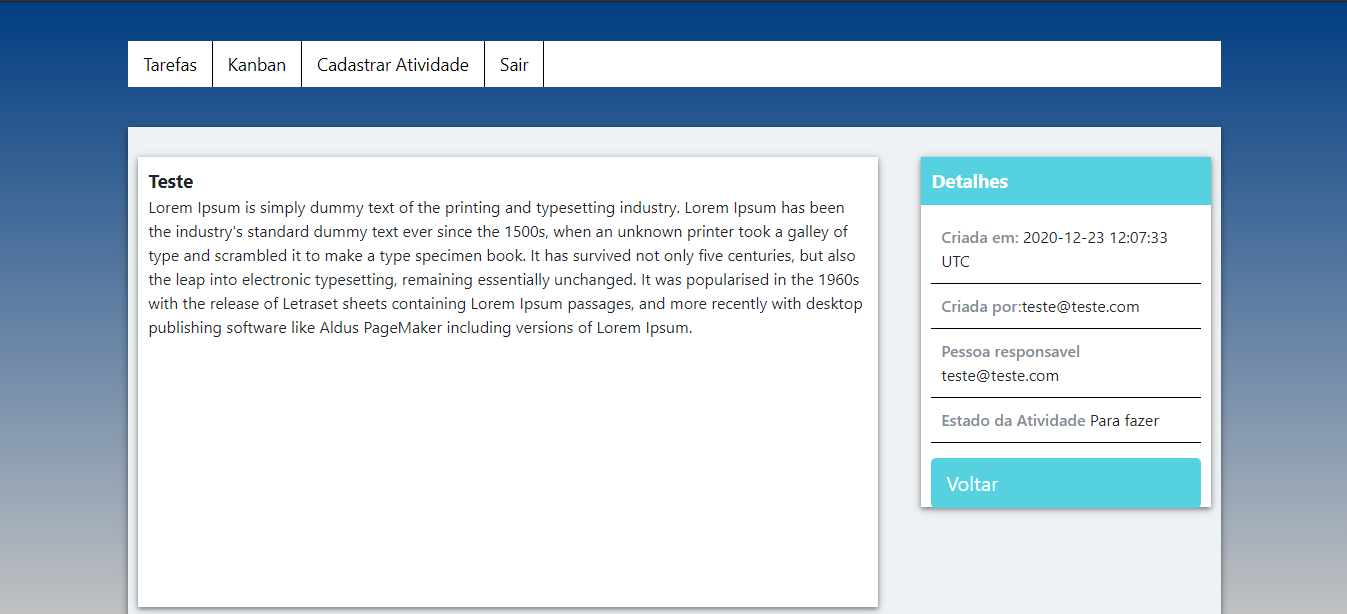 Tarefas Kanban Cadastrar Atividade Sair
Teste
Lorem Ipsum is simply dummy text of the printing and typesetting industry. Lorem Ipsum has been
the industry's standard dummy text ever since the 1500s, when an unknown printer took a galley of
type and scrambled it to make a type specimen book. It has survived not only five centuries, but also
the leap into electronic typesetting, remaining essentially unchanged. It was popularised in the 1960s
with the release of Letraset sheets containing Lorem Ipsum passages, and more recently with desktop
publishing software like Aldus PageMaker including versions of Lorem Ipsum.
Detalhes
Criada em: 2020-12-23 12:07:33
UTC
Criada por:teste@teste.com
Pessoa responsavel
teste@teste.com
Estado da Atividade Para fazer
Voltar